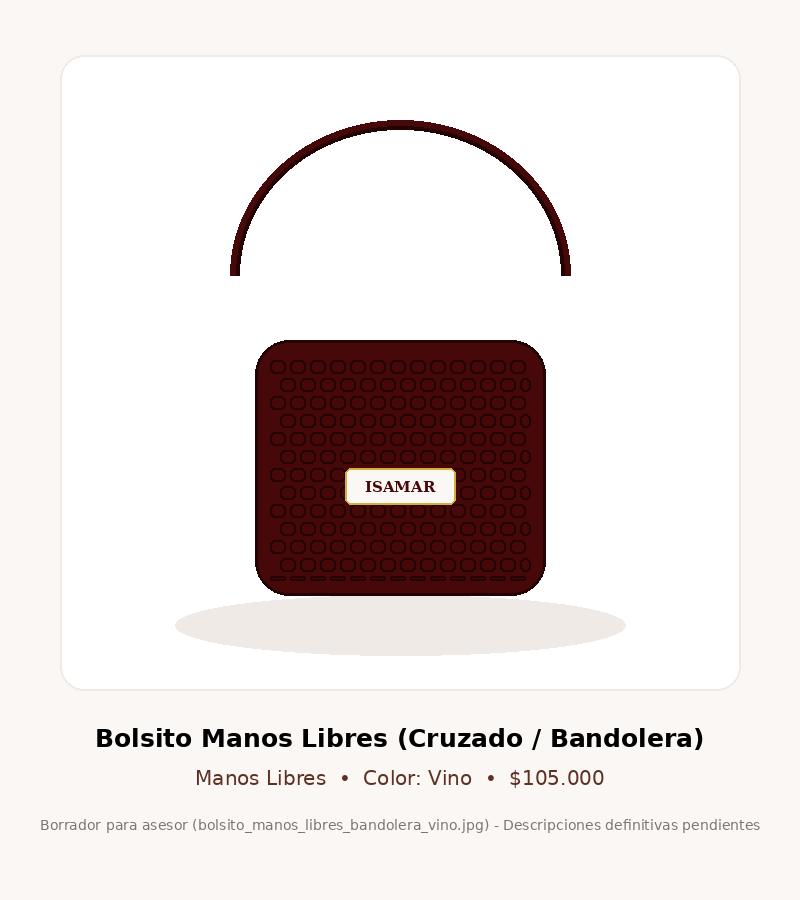 ISAMAR
Bolsito Manos Libres (Cruzado / Bandolera)
Manos Libres • Color: Vino • $105.000
Borrador para asesor (bolsito_manos_libres_bandolera_vino.jpg) - Descripciones definitivas pendientes